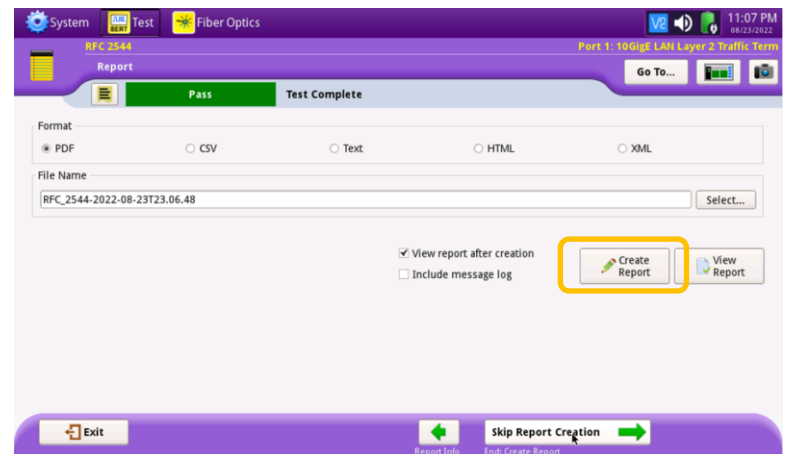 System
JUMBERT Test
Fiber Optics
V2
11:07 PM
08/23/2022
RFC 2544
Port 1: 10GigE LAN Layer 2 Traffic Term
Report
Go To...
Pass
Test Complete
Format
PDF
CSV
Text
HTML
XML
File Name
RFC_2544-2022-08-23T23.06.48
Select...
View report after creation
Include message log
Create
Report
View
Report
Exit
Skip Report Creation
Report Info
End: Create Report